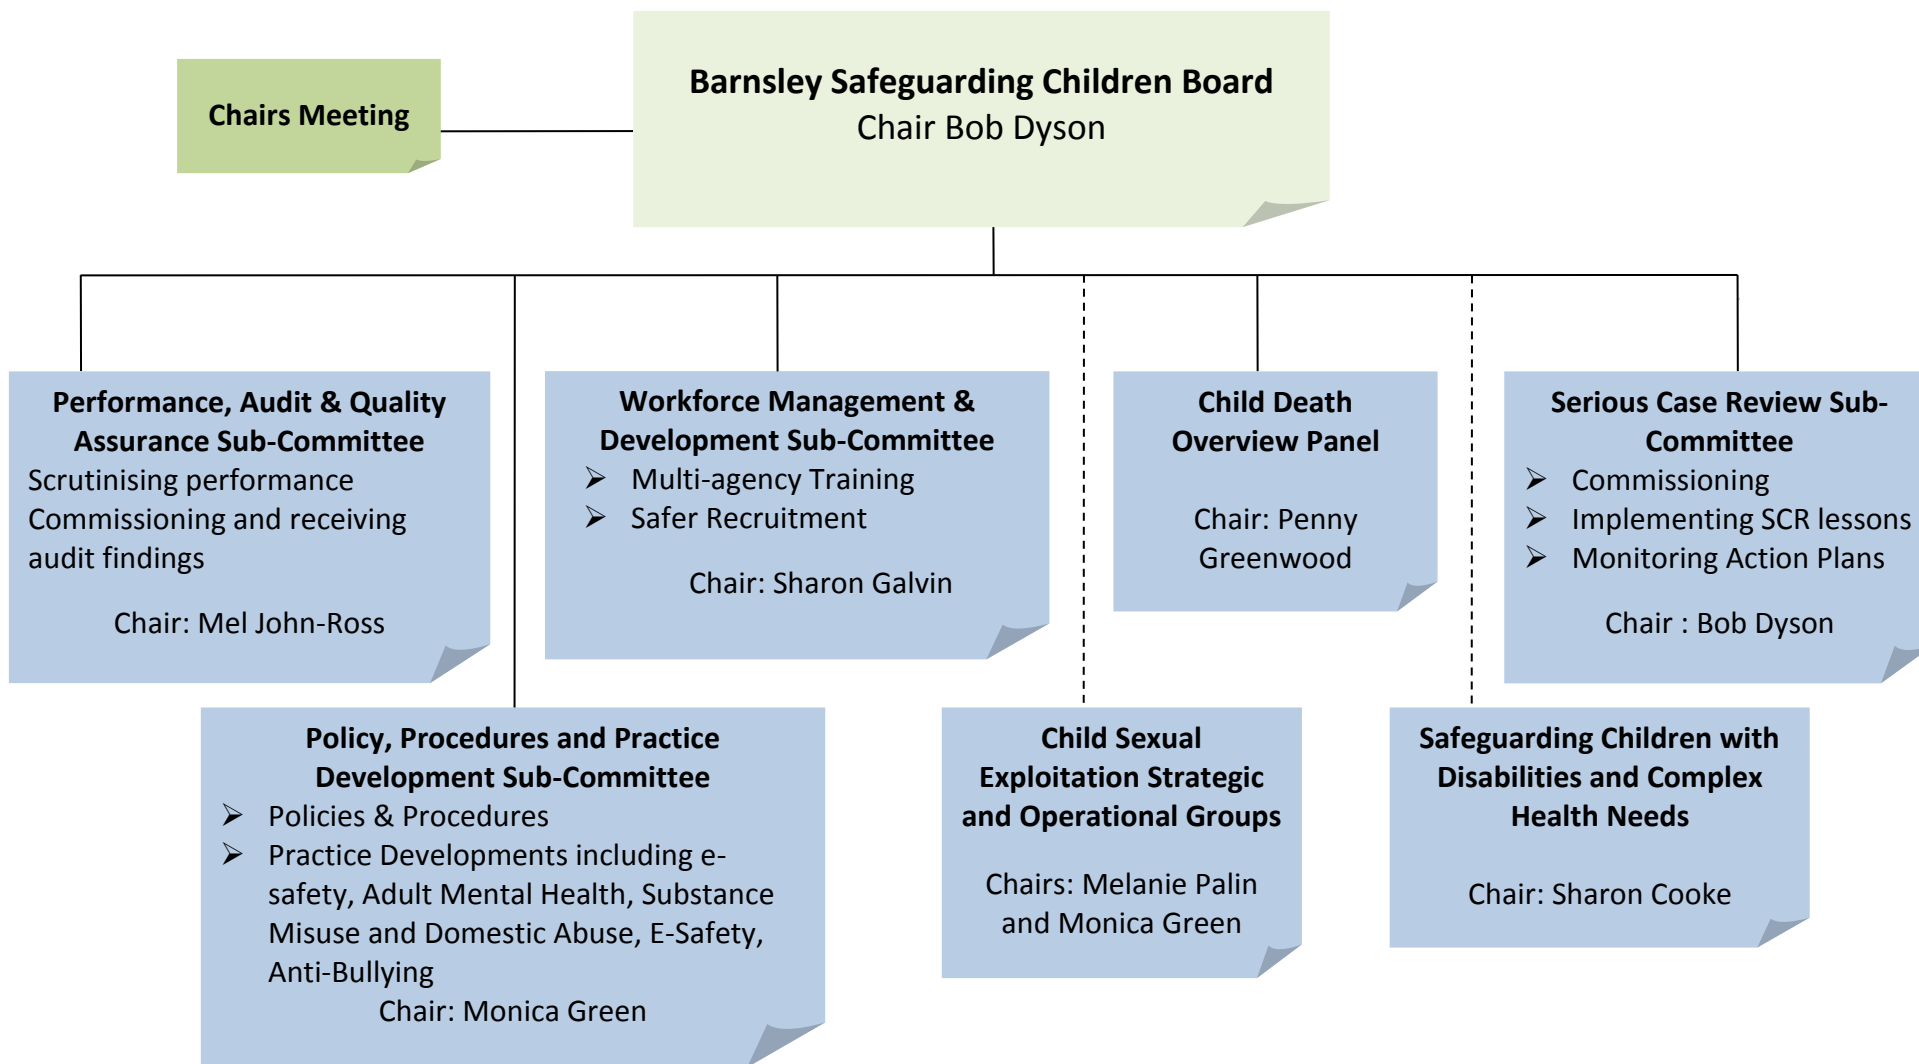 Chairs Meeting
Barnsley Safeguarding Children Board
Chair Bob Dyson
Performance, Audit & Quality
Assurance Sub-Committee
Scrutinising performance
Commissioning and receiving
audit findings
Chair: Mel John-Ross
Workforce Management &
Development Sub-Committee
➢ Multi-agency Training
➢ Safer Recruitment
Chair: Sharon Galvin
Child Death
Overview Panel
Chair: Penny
Greenwood
Serious Case Review Sub-
Committee
➢ Commissioning
➢ Implementing SCR lessons
➢ Monitoring Action Plans
Chair : Bob Dyson
Policy, Procedures and Practice
Development Sub-Committee
➢ Policies & Procedures
➢ Practice Developments including e-
safety, Adult Mental Health, Substance
Misuse and Domestic Abuse, E-Safety,
Anti-Bullying
Chair: Monica Green
Child Sexual
Exploitation Strategic
and Operational Groups
Chairs: Melanie Palin
and Monica Green
Safeguarding Children with
Disabilities and Complex
Health Needs
Chair: Sharon Cooke